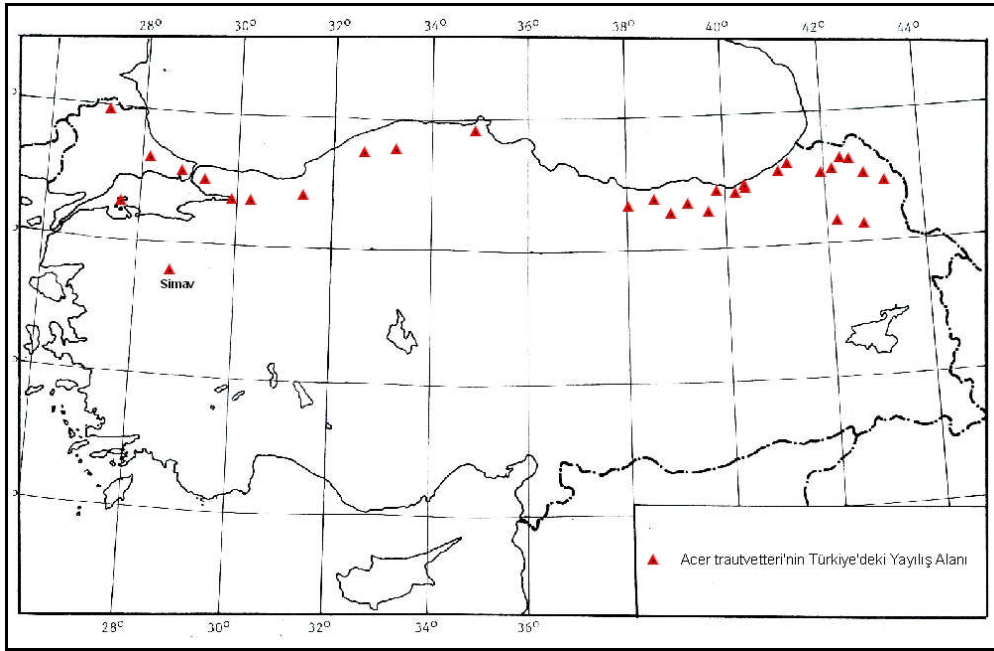 28° 30° 32° 34° 36° 38° 40° 42° 44°
Simav
Acer trautvetteri'nin Türkiye'deki Yayılış Alanı
28° 30° 32° 34° 36°